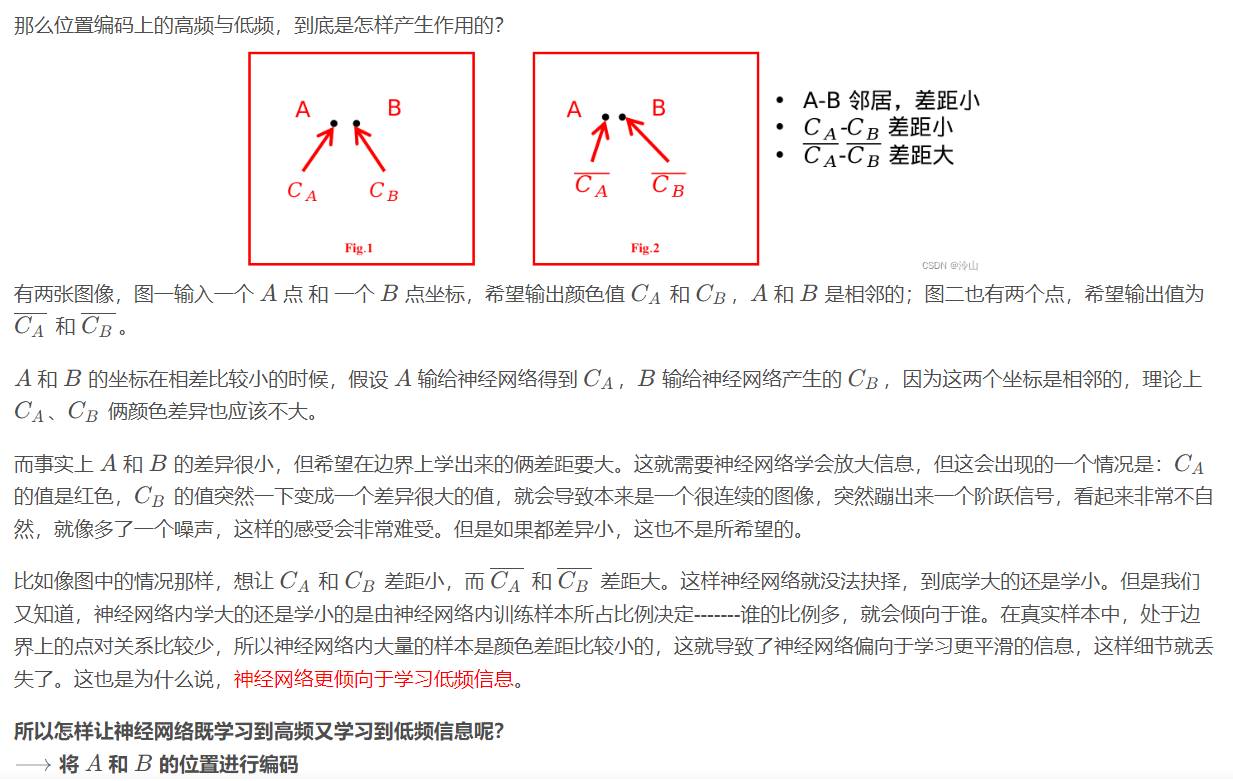 那么位置编码上的高频与低频，到底是怎样产生作用的？
A B
C_A C_B
Fig.1
A B
\overline{C_A} \overline{C_B}
Fig.2
• A-B 邻居，差距小
• C_A-C_B 差距小
• \overline{C_A}-\overline{C_B} 差距大
CSDN @泠山
有两张图像，图一输入一个 A 点 和 一个 B 点坐标，希望输出颜色值 C_A 和 C_B ，A 和 B 是相邻的；图二也有两个点，希望输出值为
\overline{C_A} 和 \overline{C_B} 。
A 和 B 的坐标在相差比较小的时候，假设 A 输给神经网络得到 C_A ，B 输给神经网络产生的 C_B ，因为这两个坐标是相邻的，理论上
C_A 、C_B 俩颜色差异也应该不大。
而事实上 A 和 B 的差异很小，但希望在边界上学出来的俩差距要大。这就需要神经网络学会放大信息，但这会出现的一个情况是：C_A
的值是红色，C_B 的值突然一下变成一个差异很大的值，就会导致本来是一个很连续的图像，突然蹦出来一个阶跃信号，看起来非常不自
然，就像多了一个噪声，这样的感受会非常难受。但是如果都差异小，这也不是所希望的。
比如像图中的情况那样，想让 C_A 和 C_B 差距小，而 \overline{C_A} 和 \overline{C_B} 差距大。这样神经网络就没法抉择，到底学大的还是学小。但是我们
又知道，神经网络内学大的还是学小的是由神经网络内训练样本所占比例决定-------谁的比例多，就会倾向于谁。在真实样本中，处于边
界上的点对关系比较少，所以神经网络内大量的样本是颜色差距比较小的，这就导致了神经网络偏向于学习更平滑的信息，这样细节就丢
失了。这也是为什么说，神经网络更倾向于学习低频信息。
所以怎样让神经网络既学习到高频又学习到低频信息呢？
⟶ 将 A 和 B 的位置进行编码